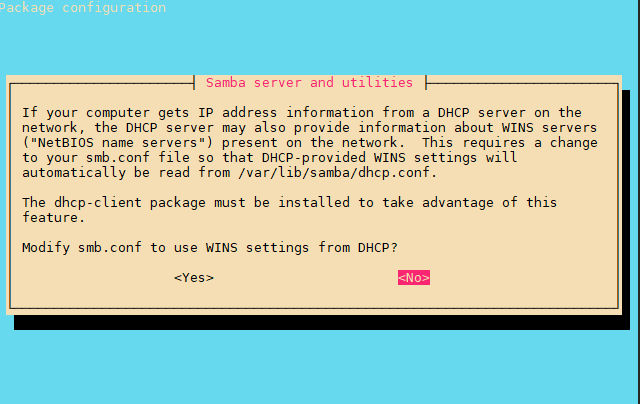 Package configuration
Samba server and utilities
If your computer gets IP address information from a DHCP server on the
network, the DHCP server may also provide information about WINS servers
("NetBIOS name servers") present on the network.  This requires a change
to your smb.conf file so that DHCP-provided WINS settings will
automatically be read from /var/lib/samba/dhcp.conf.
The dhcp-client package must be installed to take advantage of this
feature.
Modify smb.conf to use WINS settings from DHCP?
<Yes> <No>